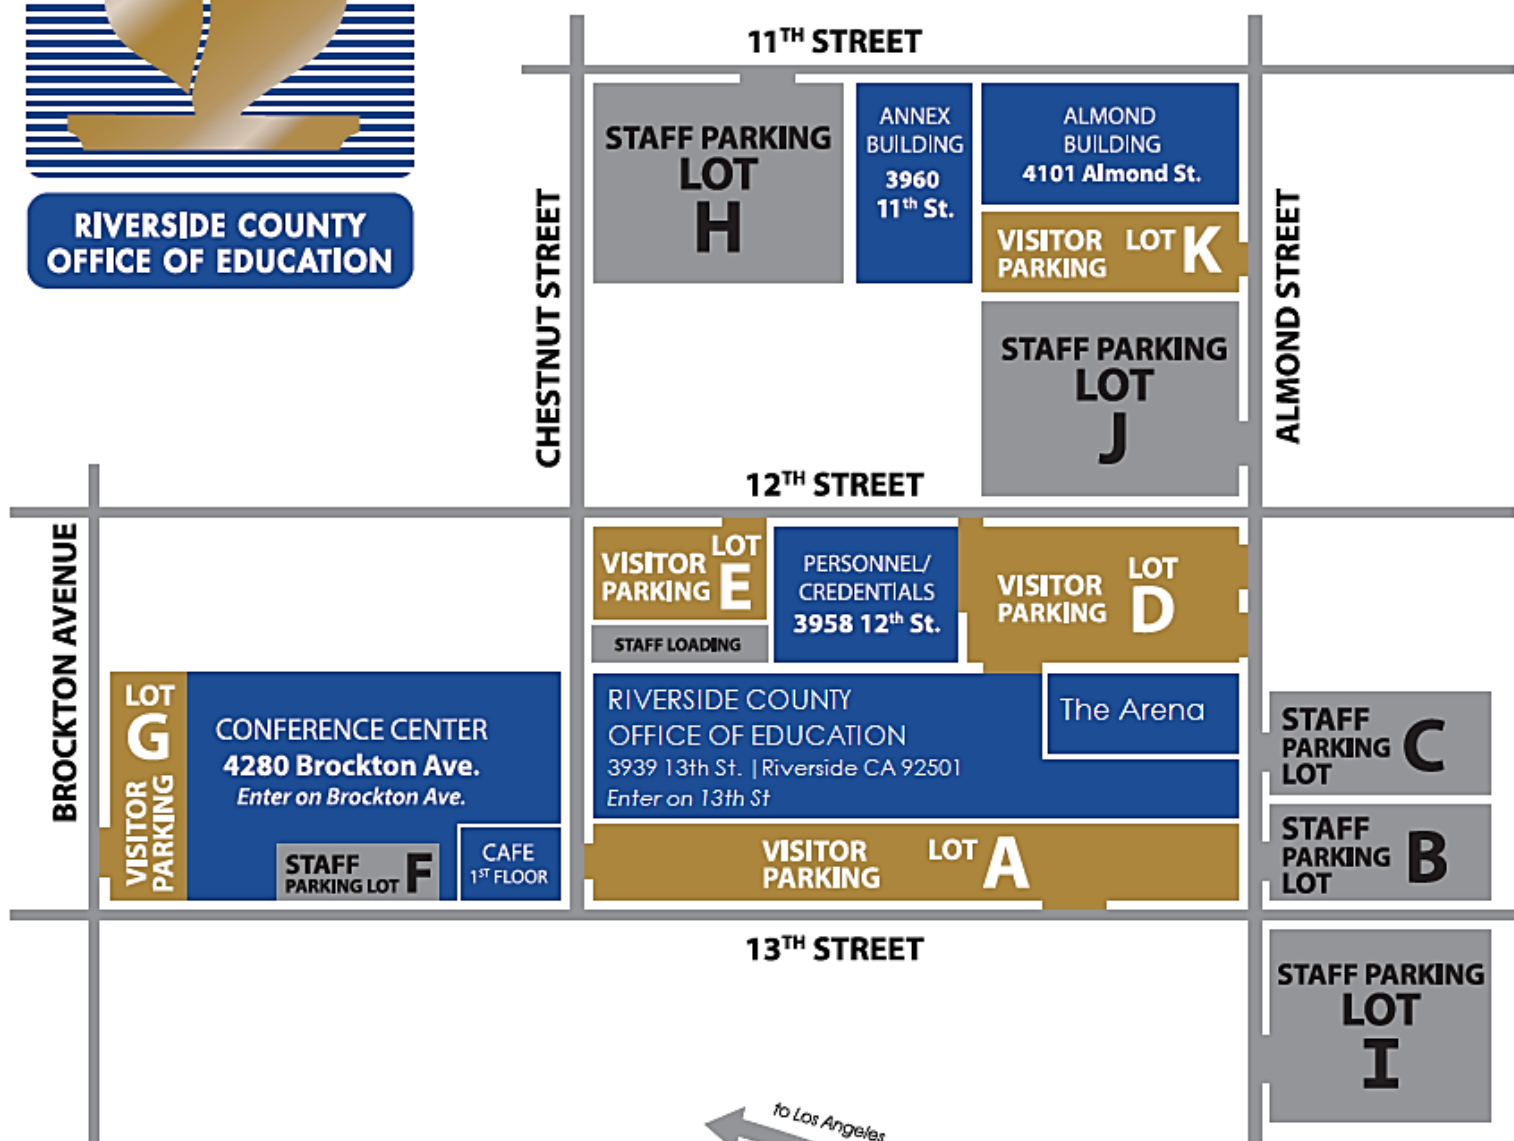 11TH STREET
RIVERSIDE COUNTY
OFFICE OF EDUCATION
CHESTNUT STREET
STAFF PARKING
LOT
H
ANNEX
BUILDING
3960
11th St.
ALMOND
BUILDING
4101 Almond St.
VISITOR
PARKING
LOT K
STAFF PARKING
LOT
J
ALMOND STREET
12TH STREET
BROCKTON AVENUE
VISITOR
PARKING
LOT
E
STAFF LOADING
PERSONNEL/
CREDENTIALS
3958 12th St.
VISITOR
PARKING
LOT
D
LOT
G
VISITOR
PARKING
CONFERENCE CENTER
4280 Brockton Ave.
Enter on Brockton Ave.
STAFF
PARKING LOT F
CAFE
1ST FLOOR
RIVERSIDE COUNTY
OFFICE OF EDUCATION
3939 13th St. | Riverside CA 92501
Enter on 13th St
The Arena
VISITOR
PARKING
LOT A
STAFF
PARKING
LOT
C
STAFF
PARKING
LOT
B
13TH STREET
STAFF PARKING
LOT
I
to Los Angeles